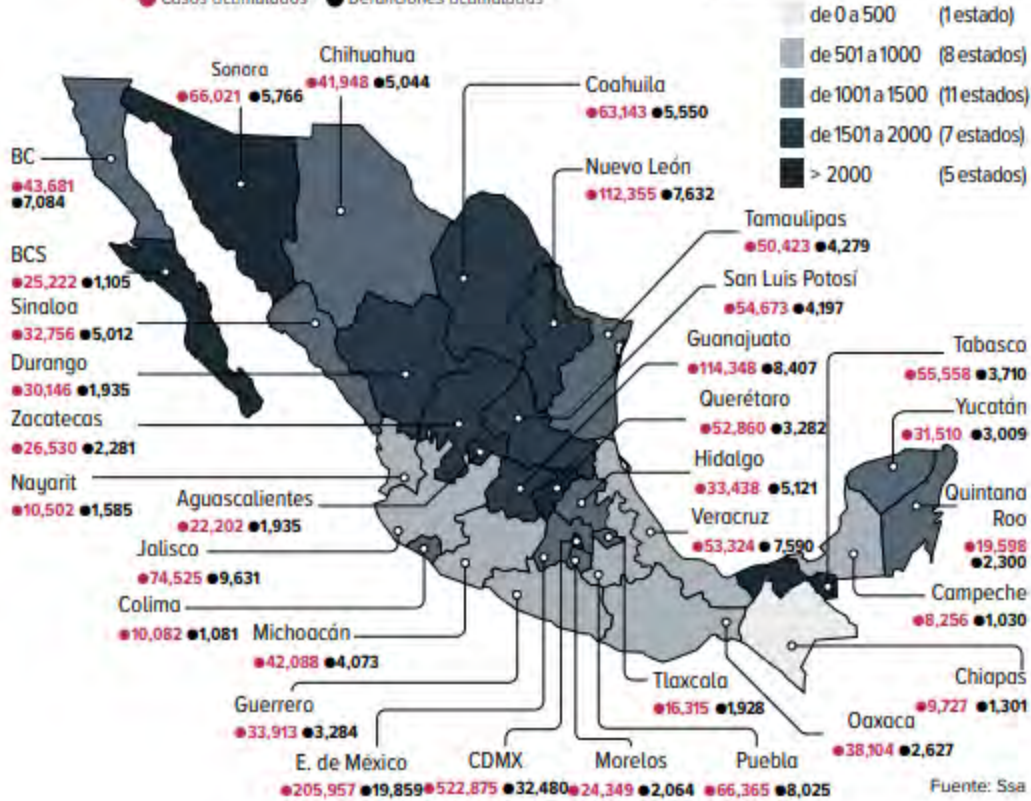 Casos acumulados Defunciones acumuladas
de 0 a 500 (1 estado)
de 501 a 1000 (8 estados)
de 1001 a 1500 (11 estados)
de 1501 a 2000 (7 estados)
> 2000 (5 estados)
Chihuahua
41,948 5,044
Sonora
66,021 5,766
Coahuila
63,143 5,550
BC
43,681
7,084
Nuevo León
112,355 7,632
Tamaulipas
50,423 4,279
BCS
25,222 1,105
San Luis Potosí
54,673 4,197
Sinaloa
32,756 5,012
Guanajuato
114,348 8,407
Tabasco
55,558 3,710
Durango
30,146 1,935
Querétaro
52,860 3,282
Yucatán
31,510 3,009
Zacatecas
26,530 2,281
Hidalgo
33,438 5,121
Nayarit
10,502 1,585
Quintana
Roo
19,598
2,300
Aguascalientes
22,202 1,935
Veracruz
53,324 7,590
Jalisco
74,525 9,631
Campeche
8,256 1,030
Colima
10,082 1,081
Michoacán
42,088 4,073
Chiapas
9,727 1,301
Tlaxcala
16,315 1,928
Guerrero
33,913 3,284
Oaxaca
38,104 2,627
E. de México
205,957 19,859
CDMX
522,875 32,480
Morelos
24,349 2,064
Puebla
66,365 8,025
Fuente: Ssa